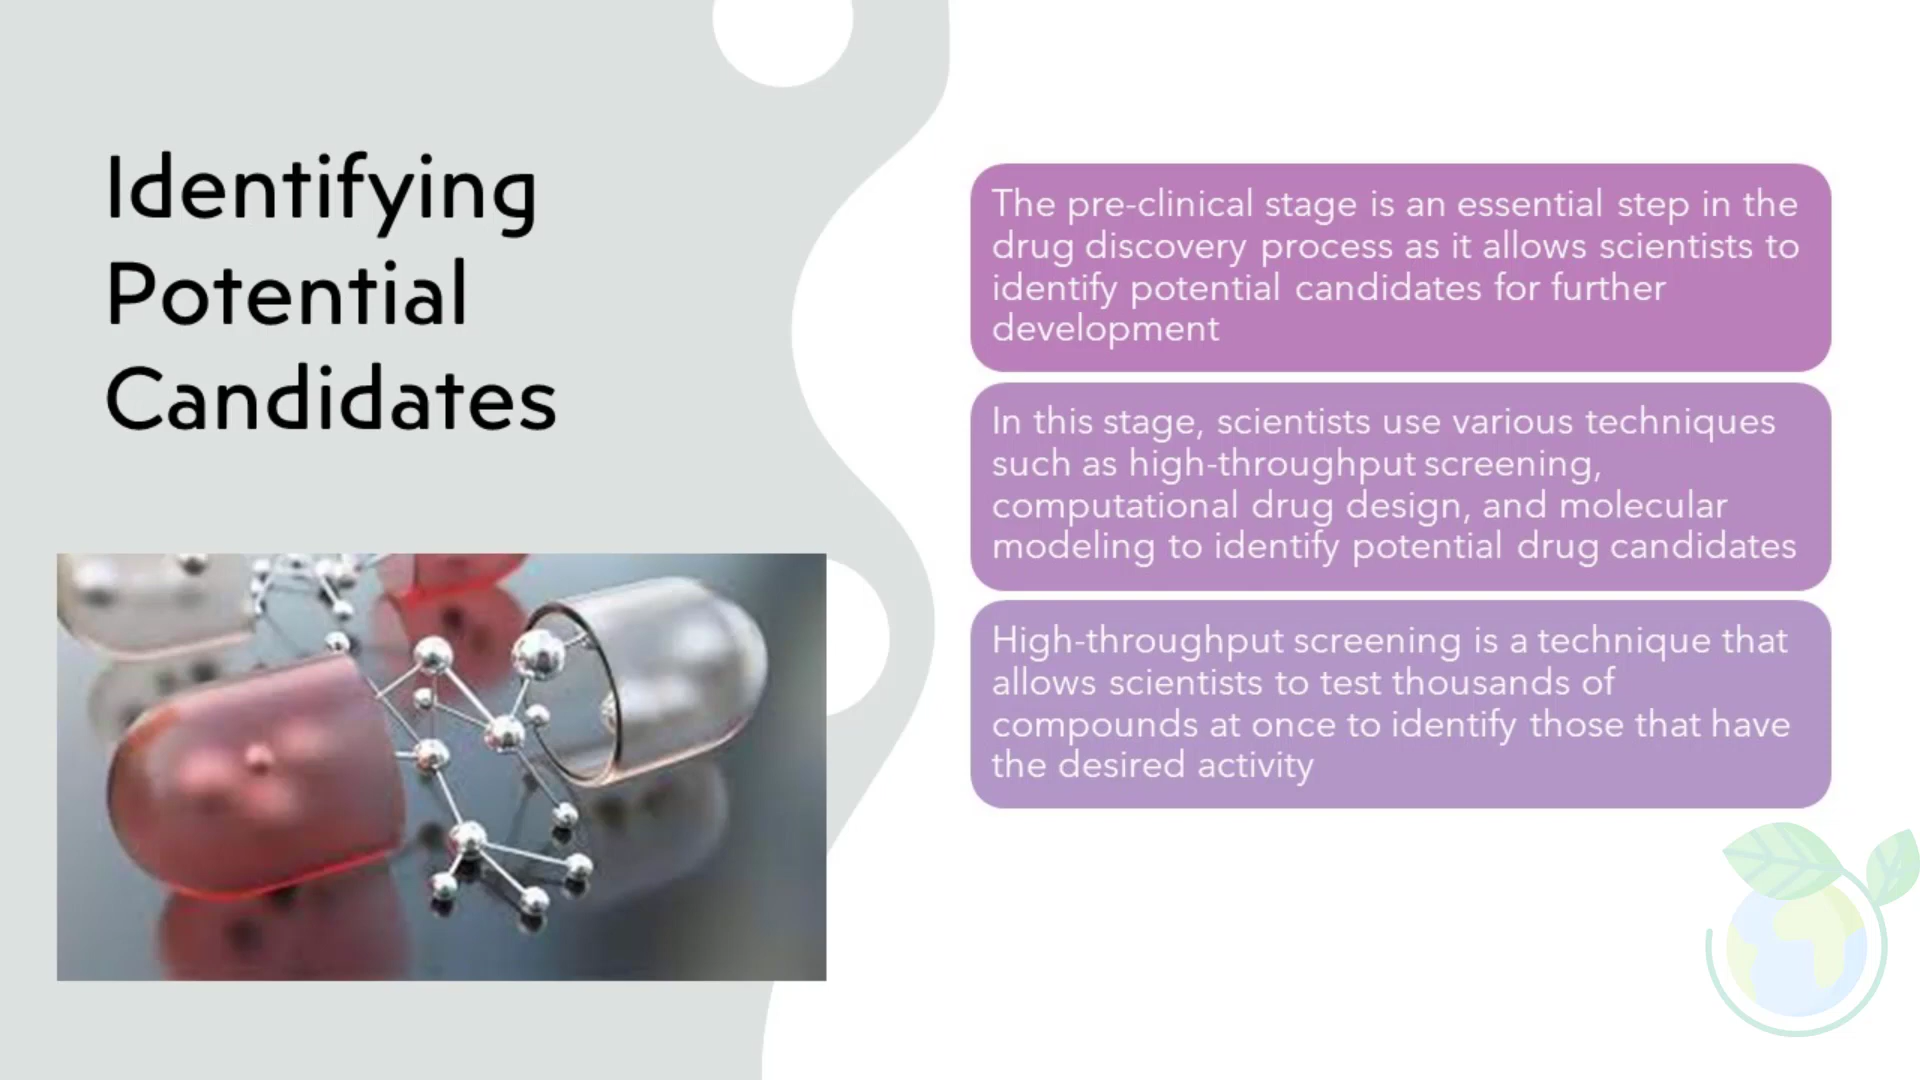 Identifying
Potential
Candidates
The pre-clinical stage is an essential step in the
drug discovery process as it allows scientists to
identify potential candidates for further
development
In this stage, scientists use various techniques
such as high-throughput screening,
computational drug design, and molecular
modeling to identify potential drug candidates
High-throughput screening is a technique that
allows scientists to test thousands of
compounds at once to identify those that have
the desired activity